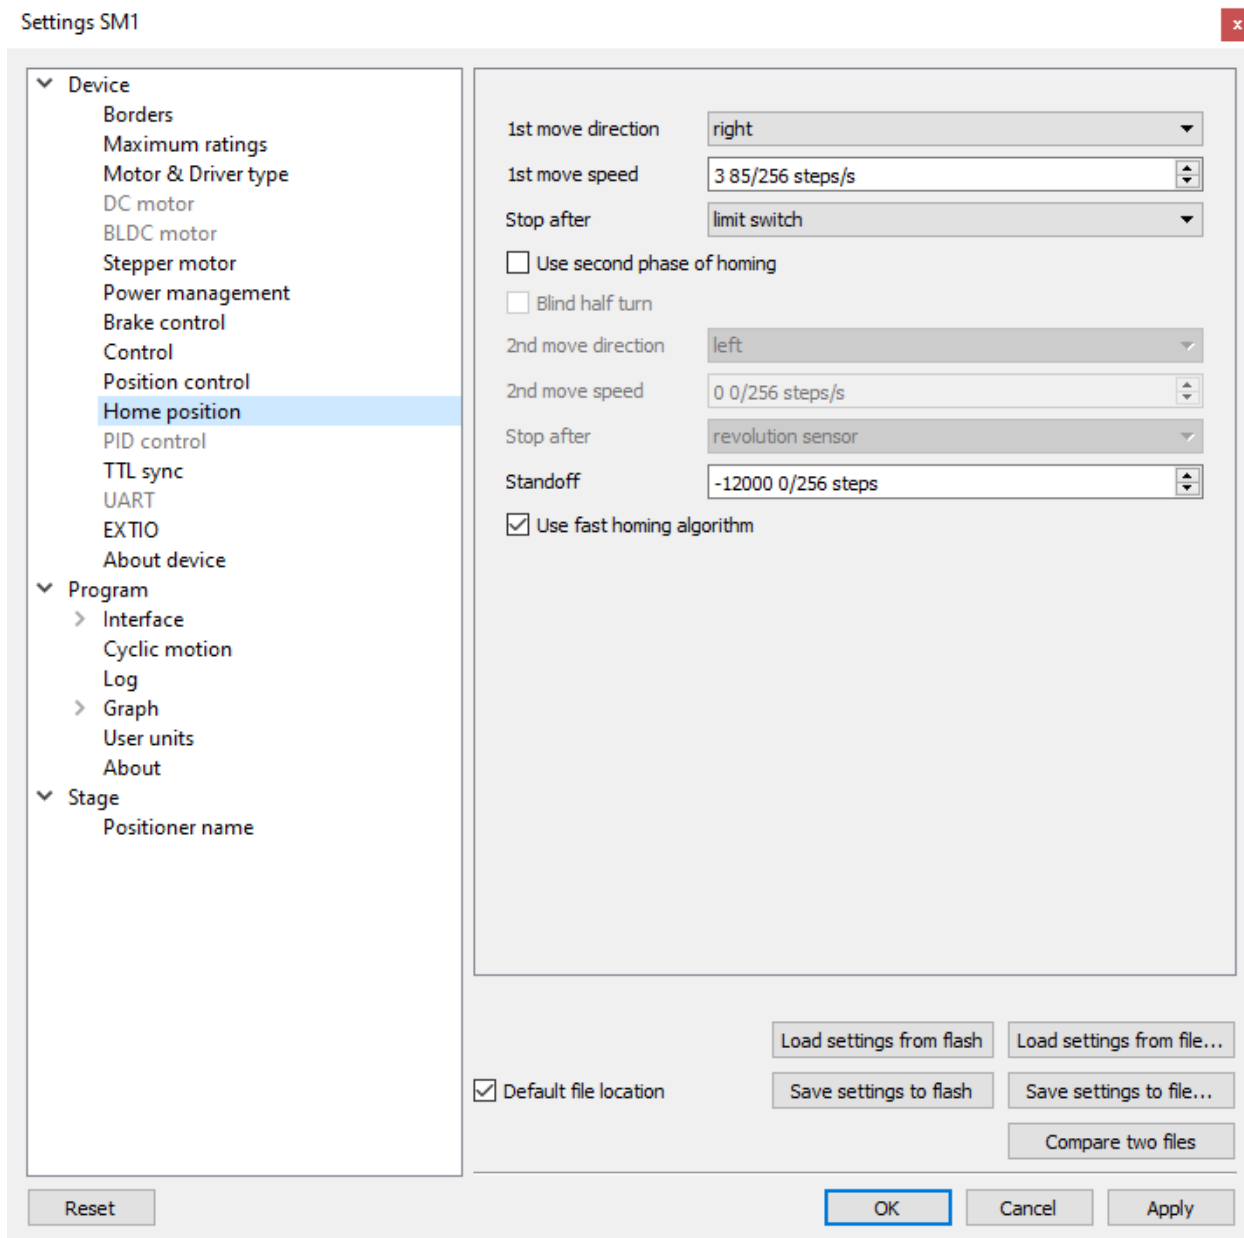 Settings SM1
x
Device
Borders
Maximum ratings
Motor & Driver type
DC motor
BLDC motor
Stepper motor
Power management
Brake control
Control
Position control
Home position
PID control
TTL sync
UART
EXTIO
About device
Program
Interface
Cyclic motion
Log
Graph
User units
About
Stage
Positioner name
1st move direction right
1st move speed 3 85/256 steps/s
Stop after limit switch
Use second phase of homing
Blind half turn
2nd move direction left
2nd move speed 0 0/256 steps/s
Stop after revolution sensor
Standoff -12000 0/256 steps
Use fast homing algorithm
Load settings from flash Load settings from file...
Default file location Save settings to flash Save settings to file...
Compare two files
Reset OK Cancel Apply